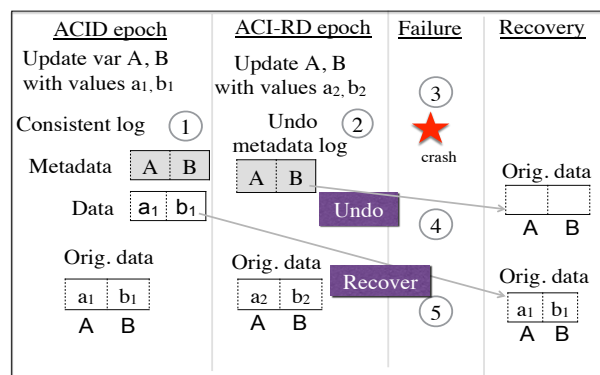 ACID epoch
Update var A, B
with values a1, b1
Consistent log
1
Metadata
A B
Data
a1 b1
Orig. data
a1 b1
A B
ACI-RD epoch
Update A, B
with values a2, b2
Undo
metadata log
2
A B
Undo
Orig. data
a2 b2
A B
Recover
Failure
3
crash
4
5
Recovery
Orig. data
A B
Orig. data
a1 b1
A B